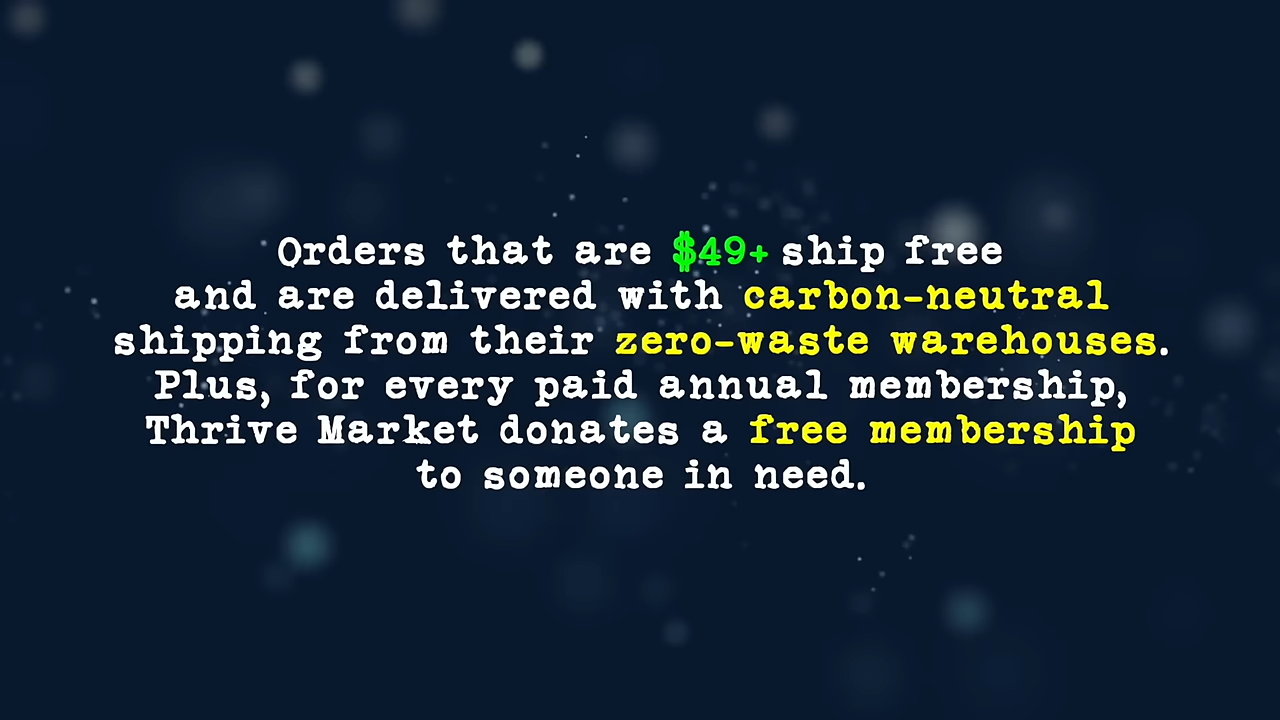 Orders that are $49+ ship free
and are delivered with carbon-neutral
shipping from their zero-waste warehouses.
Plus, for every paid annual membership,
Thrive Market donates a free membership
to someone in need.